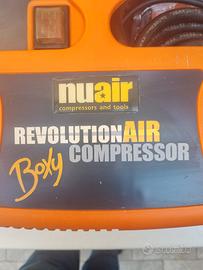 nuair
compressors and tools
REVOLUTIONAIR
Boxy COMPRESSOR